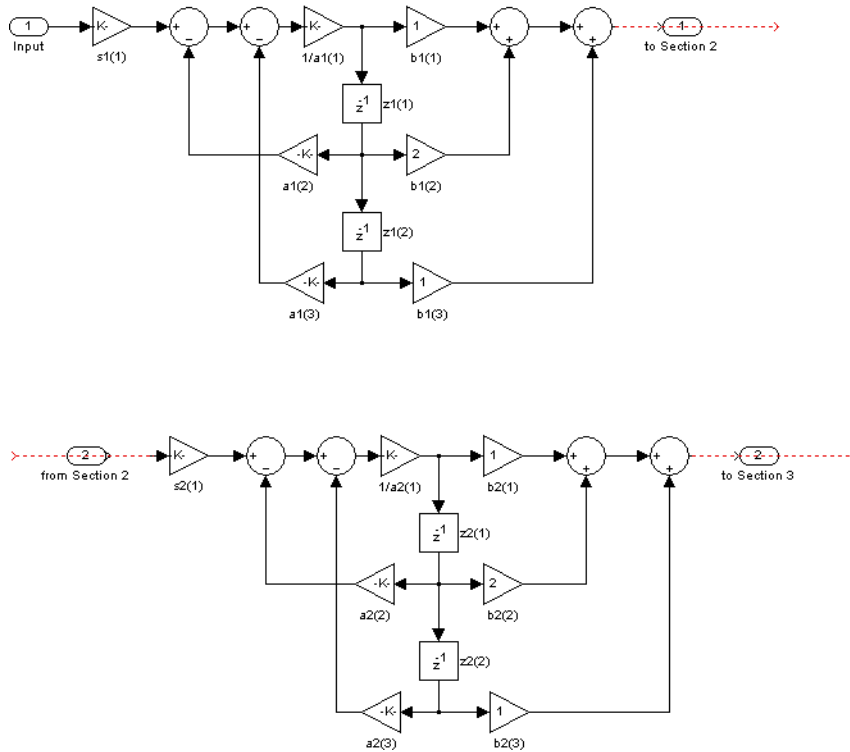 1
K-
+
−
+
−
K-
1
+
+
+
+
1
Input
s1(1)
1/a1(1)
b1(1)
to Section 2
z-1
z1(1)
-K-
2
a1(2)
b1(2)
z-1
z1(2)
-K-
1
a1(3)
b1(3)
2
K-
+
−
+
−
K-
1
+
+
+
+
2
from Section 2
s2(1)
1/a2(1)
b2(1)
to Section 3
z-1
z2(1)
-K-
2
a2(2)
b2(2)
z-1
z2(2)
-K-
1
a2(3)
b2(3)